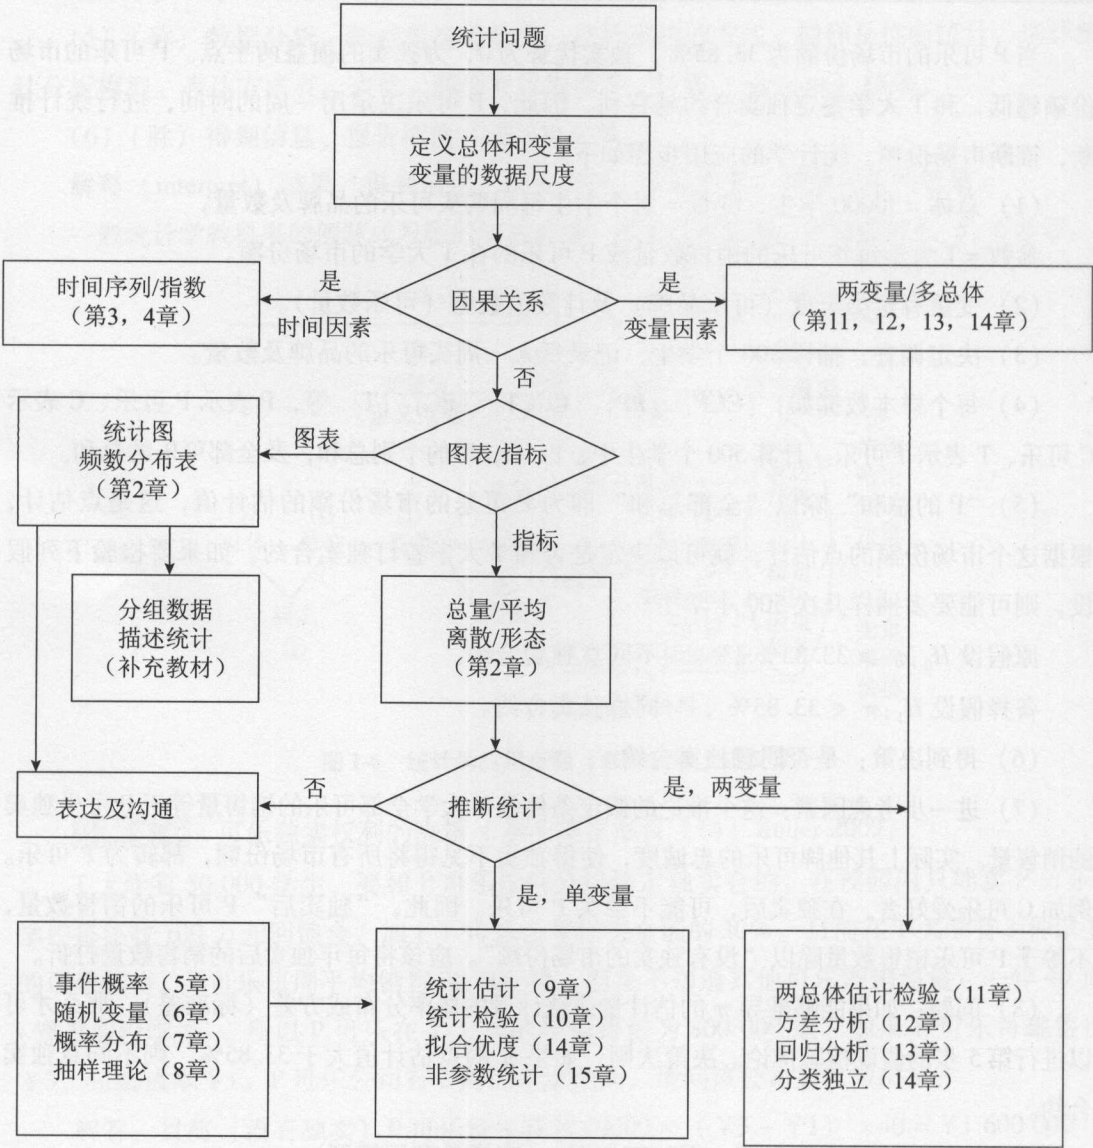 统计问题
定义总体和变量
变量的数据尺度
因果关系
是
时间因素
是
变量因素
时间序列/指数
（第3，4章）
两变量/多总体
（第11，12，13，14章）
否
图表/指标
图表
统计图
频数分布表
（第2章）
指标
分组数据
描述统计
（补充教材）
总量/平均
离散/形态
（第2章）
推断统计
否
表达及沟通
是，两变量
是，单变量
事件概率（5章）
随机变量（6章）
概率分布（7章）
抽样理论（8章）
统计估计（9章）
统计检验（10章）
拟合优度（14章）
非参数统计（15章）
两总体估计检验（11章）
方差分析（12章）
回归分析（13章）
分类独立（14章）